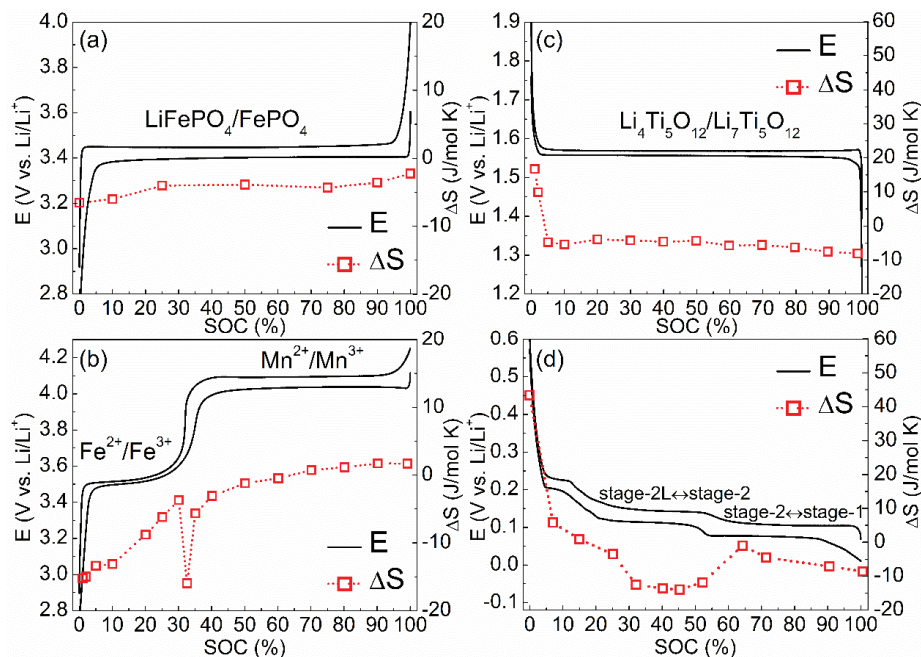 (a)
LiFePO₄/FePO₄
E
ΔS
E (V vs. Li/Li⁺)
4.0
3.8
3.6
3.4
3.2
3.0
2.8
ΔS (J/mol K)
20
10
0
-10
-20
0 10 20 30 40 50 60 70 80 90 100
SOC (%)
(c)
E
ΔS
Li₄Ti₅O₁₂/Li₇Ti₅O₁₂
E (V vs. Li/Li⁺)
1.9
1.8
1.7
1.6
1.5
1.4
1.3
1.2
ΔS (J/mol K)
60
50
40
30
20
10
0
-10
-20
0 10 20 30 40 50 60 70 80 90 100
SOC (%)
(b)
Mn²⁺/Mn³⁺
Fe²⁺/Fe³⁺
E
ΔS
E (V vs. Li/Li⁺)
4.2
4.0
3.8
3.5
3.2
3.0
2.8
ΔS (J/mol K)
20
10
0
-10
-20
0 10 20 30 40 50 60 70 80 90 100
SOC (%)
(d)
E
ΔS
stage-2L↔stage-2
stage-2↔stage-1
E (V vs. Li/Li⁺)
0.6
0.5
0.4
0.3
0.2
0.1
0.0
-0.1
ΔS (J/mol K)
60
50
40
30
20
10
0
-10
-20
0 10 20 30 40 50 60 70 80 90 100
SOC (%)